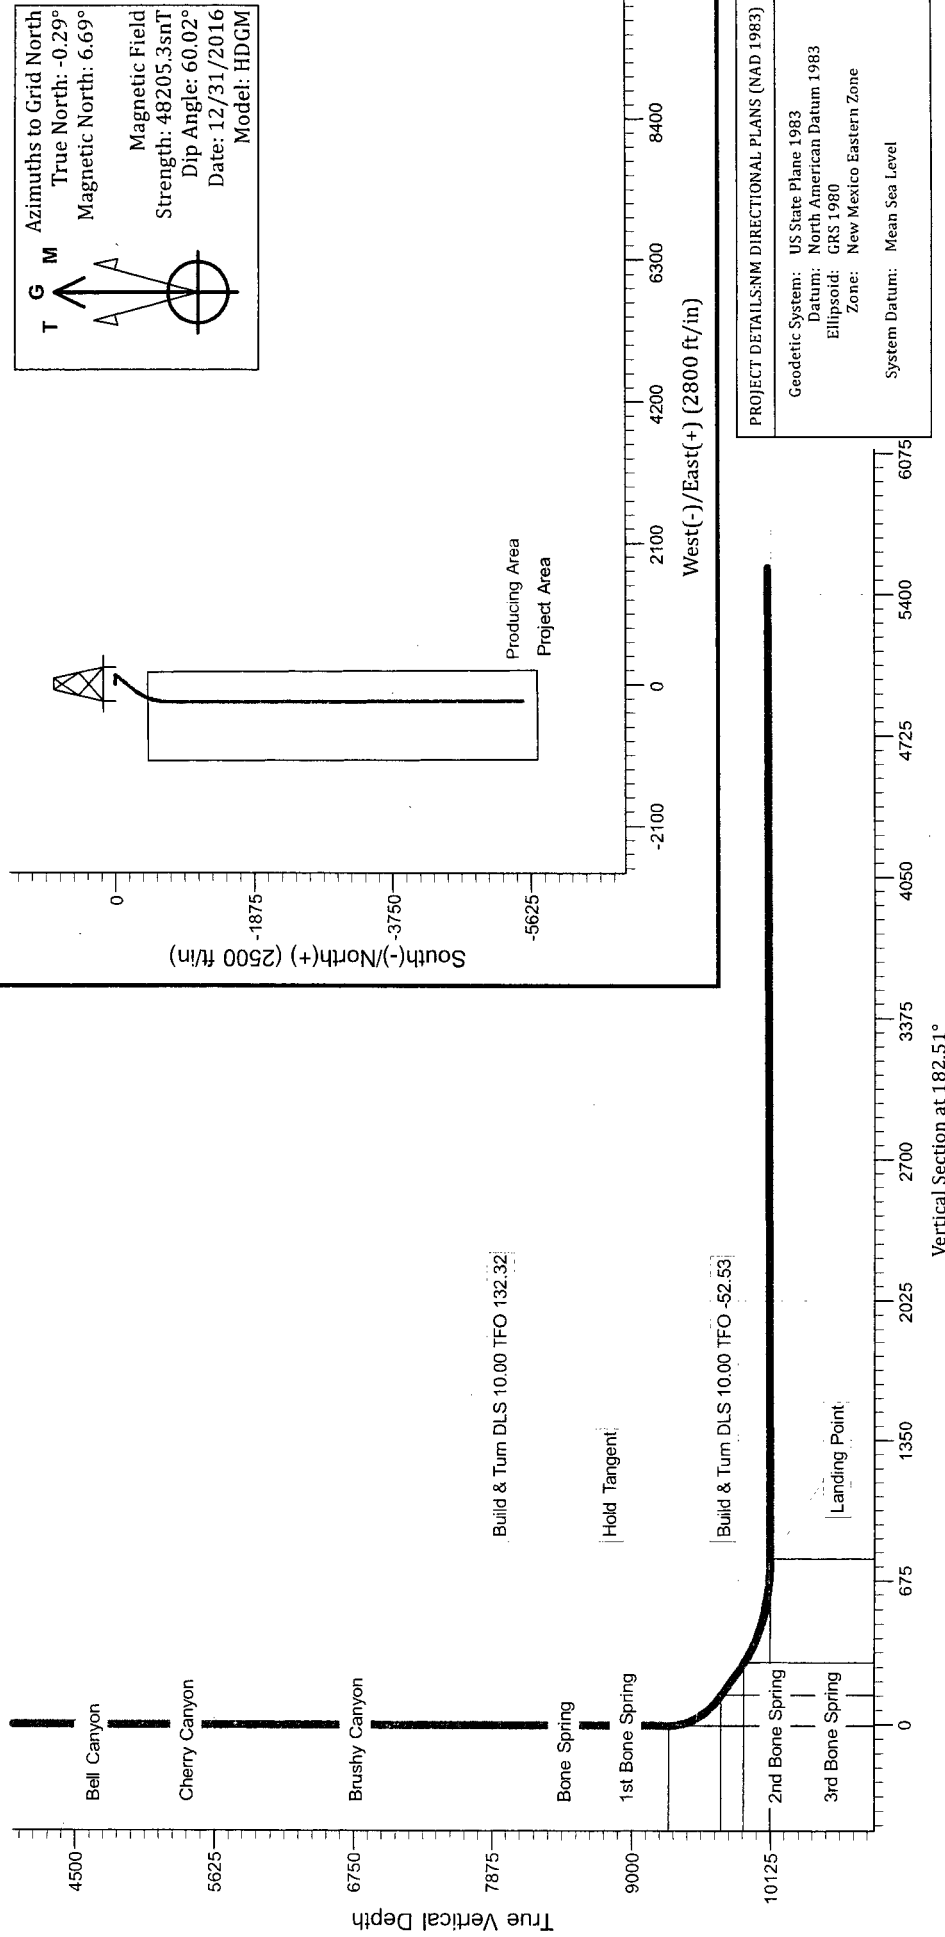 T G M
Azimuths to Grid North
True North: -0.29°
Magnetic North: 6.69°
Magnetic Field
Strength: 48205.3snT
Dip Angle: 60.02°
Date: 12/31/2016
Model: HDGM
South(-)/North(+) (2500 ft/in)
0
-1875
-3750
-5625
Producing Area
Project Area
-2100
0
2100
4200
6300
8400
West(-)/East(+) (2800 ft/in)
PROJECT DETAILS:NM DIRECTIONAL PLANS (NAD 1983)
Geodetic System: US State Plane 1983
Datum: North American Datum 1983
Ellipsoid: GRS 1980
Zone: New Mexico Eastern Zone
System Datum: Mean Sea Level
True Vertical Depth
4500
5625
6750
7875
9000
10125
Bell Canyon
Cherry Canyon
Brushy Canyon
Bone Spring
1st Bone Spring
2nd Bone Spring
3rd Bone Spring
Build & Turn DLS 10.00 TFO 132.32
Hold Tangent
Build & Turn DLS 10.00 TFO -52.53
Landing Point
0
675
1350
2025
2700
3375
4050
4725
5400
6075
Vertical Section at 182.51°